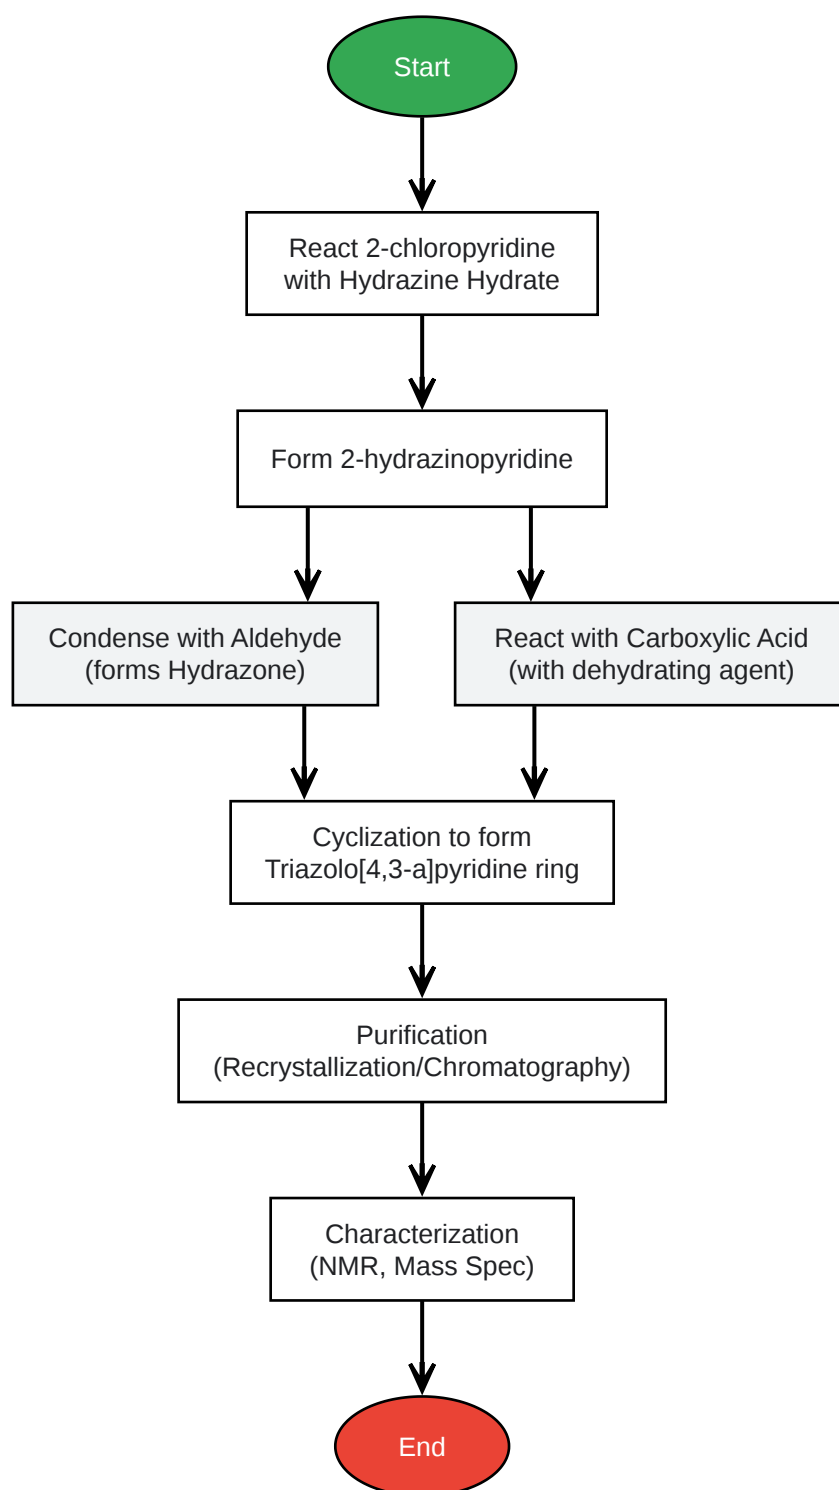 Start
React 2-chloropyridine
with Hydrazine Hydrate
Form 2-hydrazinopyridine
Condense with Aldehyde
(forms Hydrazone)
React with Carboxylic Acid
(with dehydrating agent)
Cyclization to form
Triazolo[4,3-a]pyridine ring
Purification
(Recrystallization/Chromatography)
Characterization
(NMR, Mass Spec)
End